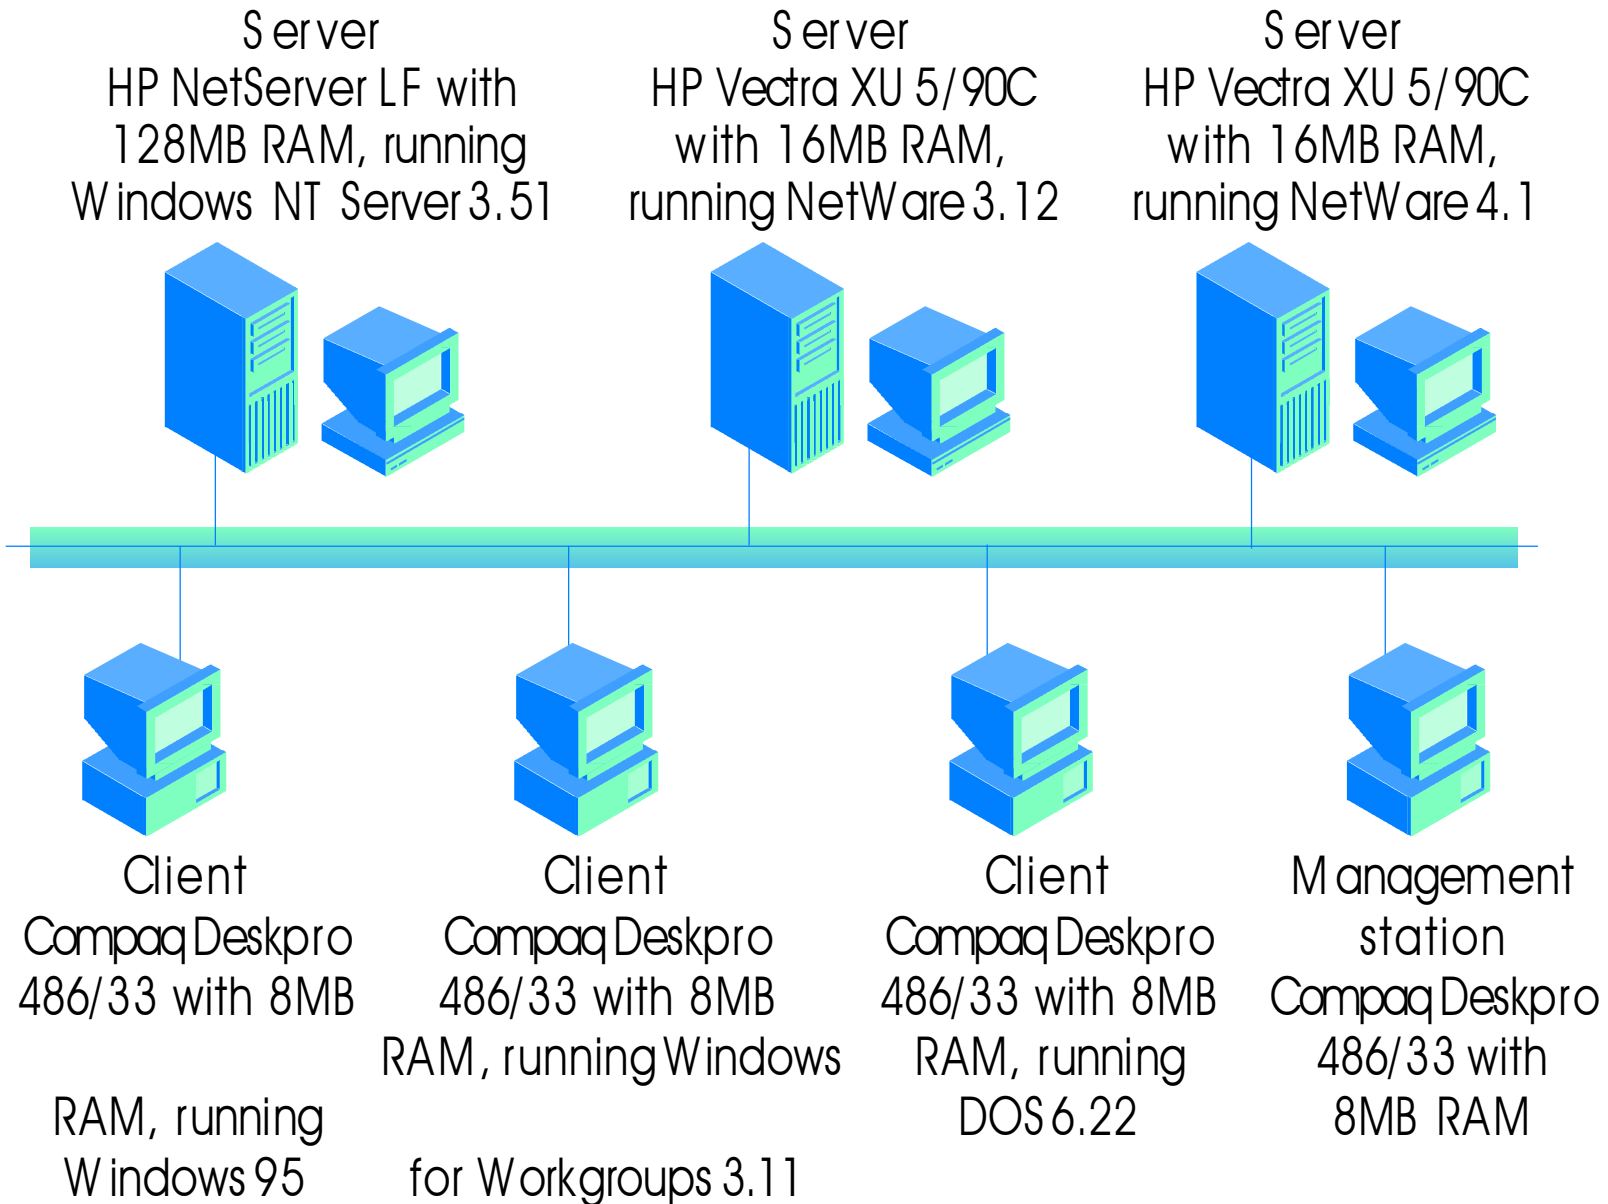 Server
HP NetServer LF with
128MB RAM, running
Windows NT Server 3.51
Server
HP Vectra XU 5/90C
with 16MB RAM,
running NetWare 3.12
Server
HP Vectra XU 5/90C
with 16MB RAM,
running NetWare 4.1
Client
Compaq Deskpro
486/33 with 8MB
RAM, running
Windows 95
Client
Compaq Deskpro
486/33 with 8MB
RAM, running Windows
for Workgroups 3.11
Client
Compaq Deskpro
486/33 with 8MB
RAM, running
DOS 6.22
Management
station
Compaq Deskpro
486/33 with
8MB RAM